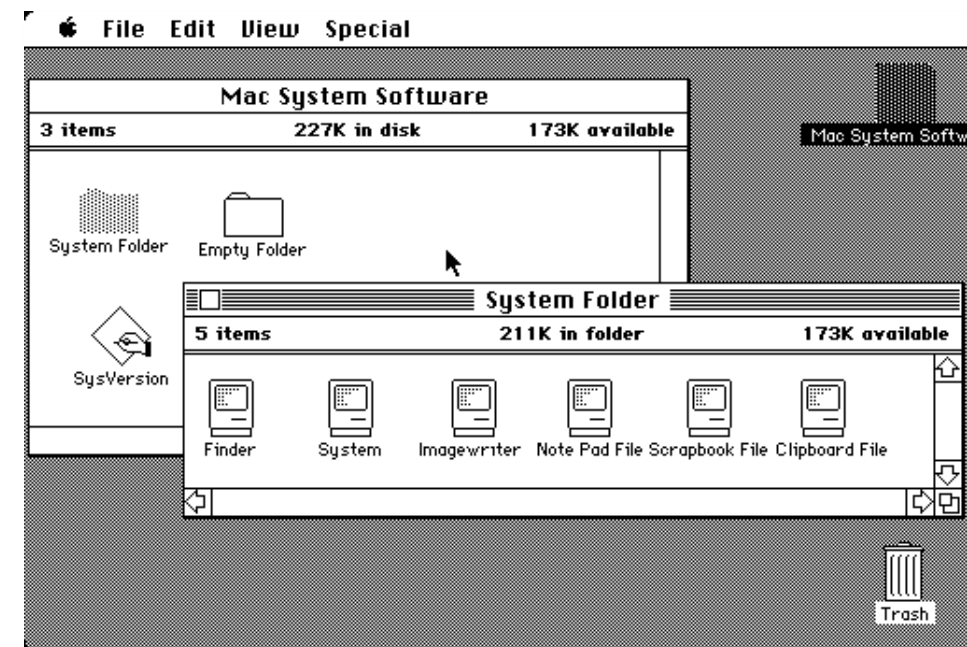 File Edit View Special
Mac System Software
3 items 227K in disk 173K available
Mac System Softw
System Folder Empty Folder
System Folder
5 items 211K in folder 173K available
SysVersion
Finder System Imagewriter Note Pad File Scrapbook File Clipboard File
Trash